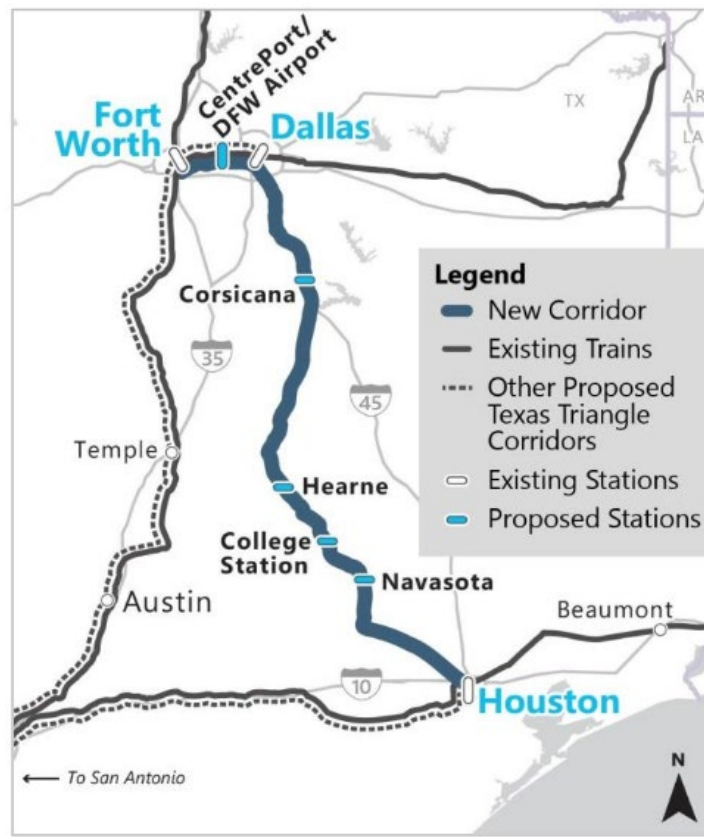 CentrePort/
DFW Airport
Fort
Worth
Dallas
TX
AR
LA
Corsicana
35
45
Temple
Hearne
College
Station
Navasota
Austin
Beaumont
10
Houston
To San Antonio
N
Legend
New Corridor
Existing Trains
Other Proposed
Texas Triangle
Corridors
Existing Stations
Proposed Stations